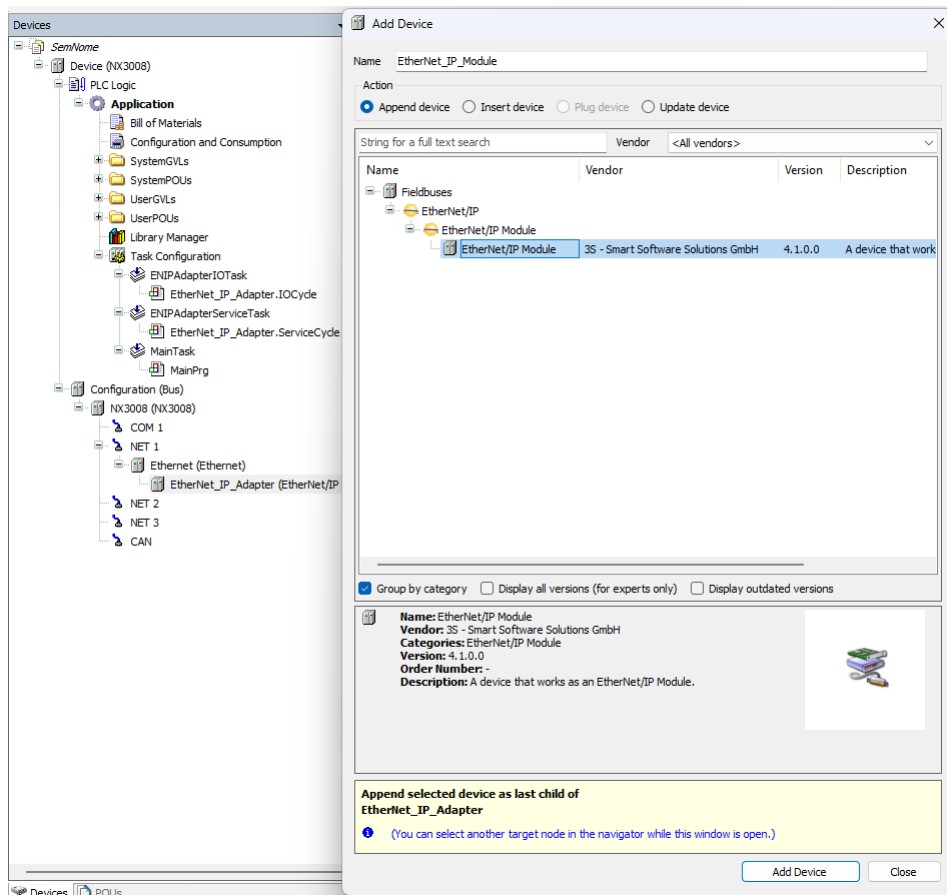 Devices
SemNome
Device (NX3008)
PLC Logic
Application
Bill of Materials
Configuration and Consumption
SystemGVLs
SystemPOUs
UserGVLs
UserPOUs
Library Manager
Task Configuration
ENIPAdapterIOTask
EtherNet_IP_Adapter.IOCycle
ENIPAdapterServiceTask
EtherNet_IP_Adapter.ServiceCycle
MainTask
MainPrg
Configuration (Bus)
NX3008 (NX3008)
COM 1
NET 1
Ethernet (Ethernet)
EtherNet_IP_Adapter (EtherNet/IP
NET 2
NET 3
CAN
Devices POUs
Add Device
Name EtherNet_IP_Module
Action
Append device Insert device Plug device Update device
String for a full text search Vendor <All vendors>
Name Vendor Version Description
Fieldbuses
EtherNet/IP
EtherNet/IP Module
EtherNet/IP Module 3S - Smart Software Solutions GmbH 4.1.0.0 A device that work
Group by category Display all versions (for experts only) Display outdated versions
Name: EtherNet/IP Module
Vendor: 3S - Smart Software Solutions GmbH
Categories: EtherNet/IP Module
Version: 4.1.0.0
Order Number: -
Description: A device that works as an EtherNet/IP Module.
Append selected device as last child of
EtherNet_IP_Adapter
(You can select another target node in the navigator while this window is open.)
Add Device Close